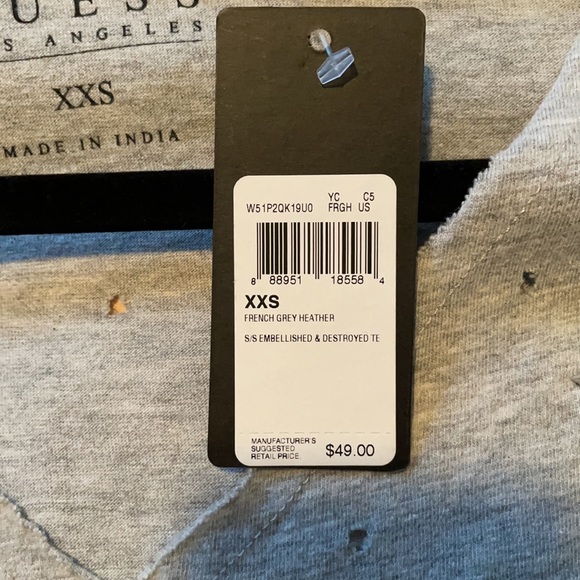 UESS
S ANGELES
XXS
MADE IN INDIA
W51P2QK19U0 YC C5
FRGH US
8 88951 18558 4
XXS
FRENCH GREY HEATHER
S/S EMBELLISHED & DESTROYED TE
MANUFACTURER'S
SUGGESTED
RETAIL PRICE. $49.00